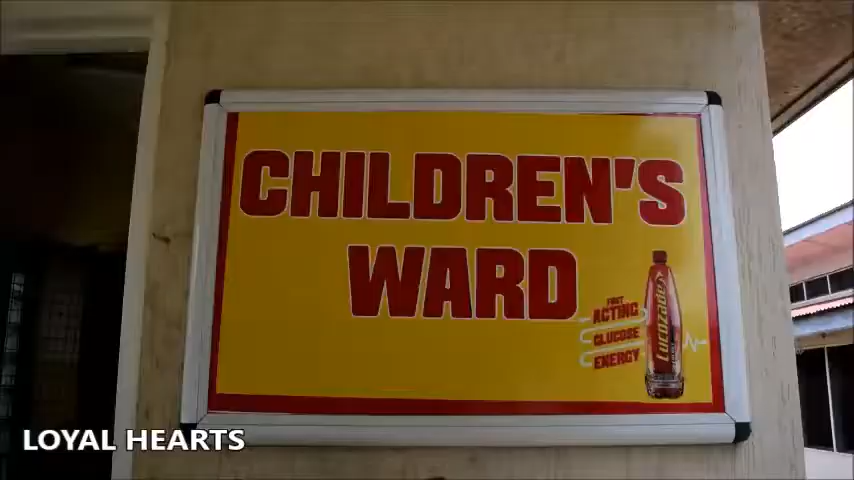 CHILDREN'S
WARD
FAST
ACTING
GLUCOSE
ENERGY
Lucozade
LOYAL HEARTS